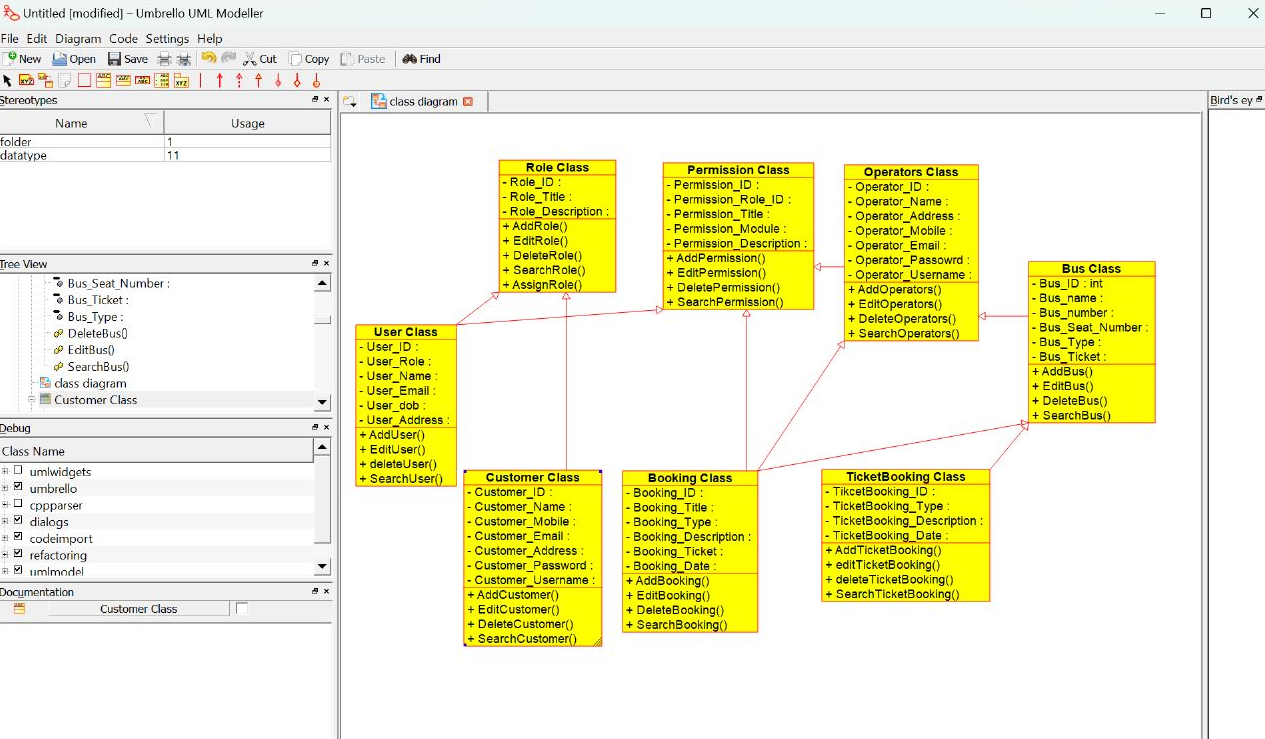 Untitled [modified] – Umbrello UML Modeller
File Edit Diagram Code Settings Help
New Open Save Cut Copy Paste Find
Stereotypes
Name Usage
folder 1
datatype 11
Tree View
Bus_Seat_Number :
Bus_Ticket :
Bus_Type :
DeleteBus()
EditBus()
SearchBus()
class diagram
Customer Class
Debug
Class Name
umlwidgets
umbrello
cppparser
dialogs
codeimport
refactoring
umlmodel
Documentation
Customer Class
class diagram
Bird's ey
Role Class
- Role_ID :
- Role_Title :
- Role_Description :
+ AddRole()
+ EditRole()
+ DeleteRole()
+ SearchRole()
+ AssignRole()
Permission Class
- Permission_ID :
- Permission_Role_ID :
- Permission_Title :
- Permission_Module :
- Permission_Description :
+ AddPermission()
+ EditPermission()
+ DeletePermission()
+ SearchPermission()
Operators Class
- Operator_ID :
- Operator_Name :
- Operator_Address :
- Operator_Mobile :
- Operator_Email :
- Operator_Passowrd :
- Operator_Username :
+ AddOperators()
+ EditOperators()
+ DeleteOperators()
+ SearchOperators()
Bus Class
- Bus_ID : int
- Bus_name :
- Bus_number :
- Bus_Seat_Number :
- Bus_Type :
- Bus_Ticket :
+ AddBus()
+ EditBus()
+ DeleteBus()
+ SearchBus()
User Class
- User_ID :
- User_Role :
- User_Name :
- User_Email :
- User_dob :
- User_Address :
+ AddUser()
+ EditUser()
+ deleteUser()
+ SearchUser()
Customer Class
- Customer_ID :
- Customer_Name :
- Customer_Mobile :
- Customer_Email :
- Customer_Address :
- Customer_Password :
- Customer_Username :
+ AddCustomer()
+ EditCustomer()
+ DeleteCustomer()
+ SearchCustomer()
Booking Class
- Booking_ID :
- Booking_Title :
- Booking_Type :
- Booking_Description :
- Booking_Ticket :
- Booking_Date :
+ AddBooking()
+ EditBooking()
+ DeleteBooking()
+ SearchBooking()
TicketBooking Class
- TikcetBooking_ID :
- TicketBooking_Type :
- TicketBooking_Description :
- TicketBooking_Date :
+ AddTicketBooking()
+ editTicketBooking()
+ deleteTicketBooking()
+ SearchTicketBooking()